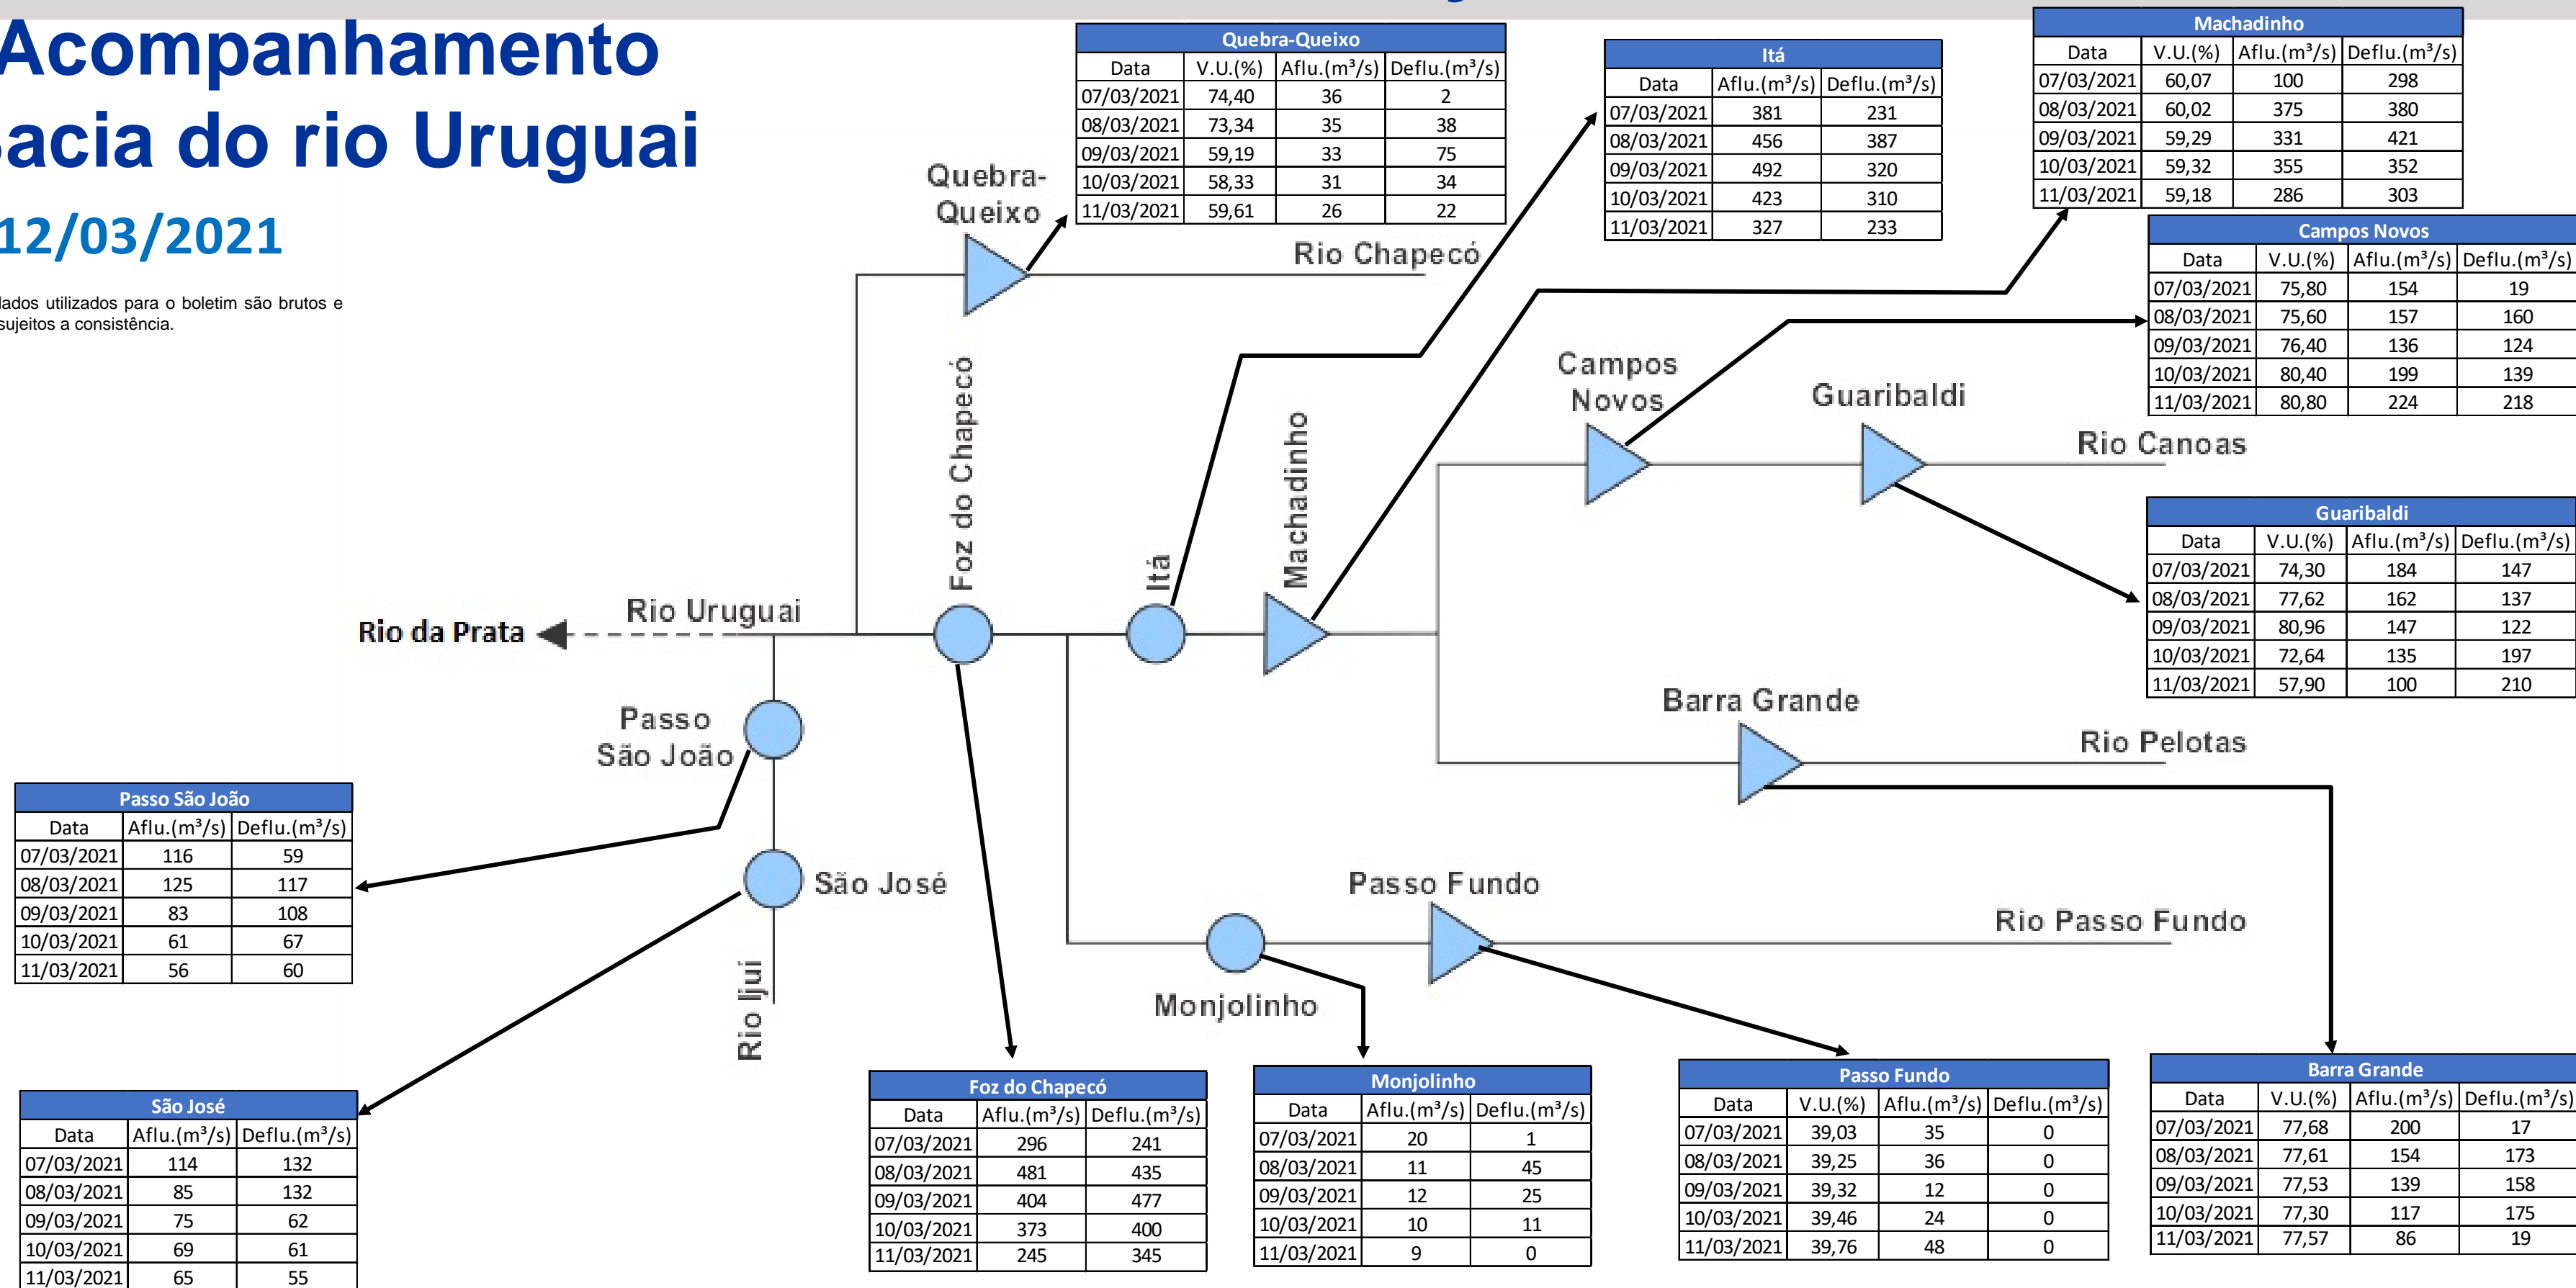 Acompanhamento
acia do rio Uruguai
12/03/2021
dados utilizados para o boletim são brutos e
sujeitos a consistência.
Quebra-Queixo
Data V.U.(%) Aflu.(m³/s) Deflu.(m³/s)
07/03/2021 74,40 36 2
08/03/2021 73,34 35 38
09/03/2021 59,19 33 75
10/03/2021 58,33 31 34
11/03/2021 59,61 26 22
Itá
Data Aflu.(m³/s) Deflu.(m³/s)
07/03/2021 381 231
08/03/2021 456 387
09/03/2021 492 320
10/03/2021 423 310
11/03/2021 327 233
Machadinho
Data V.U.(%) Aflu.(m³/s) Deflu.(m³/s)
07/03/2021 60,07 100 298
08/03/2021 60,02 375 380
09/03/2021 59,29 331 421
10/03/2021 59,32 355 352
11/03/2021 59,18 286 303
Campos Novos
Data V.U.(%) Aflu.(m³/s) Deflu.(m³/s)
07/03/2021 75,80 154 19
08/03/2021 75,60 157 160
09/03/2021 76,40 136 124
10/03/2021 80,40 199 139
11/03/2021 80,80 224 218
Guaribaldi
Data V.U.(%) Aflu.(m³/s) Deflu.(m³/s)
07/03/2021 74,30 184 147
08/03/2021 77,62 162 137
09/03/2021 80,96 147 122
10/03/2021 72,64 135 197
11/03/2021 57,90 100 210
Quebra-
Queixo
Rio Chapecó
Foz do Chapecó
Itá
Machadinho
Campos
Novos
Guaribaldi
Rio Canoas
Rio da Prata
Rio Uruguai
Barra Grande
Rio Pelotas
Passo
São João
São José
Rio Ijuí
Passo Fundo
Rio Passo Fundo
Monjolinho
Passo São João
Data Aflu.(m³/s) Deflu.(m³/s)
07/03/2021 116 59
08/03/2021 125 117
09/03/2021 83 108
10/03/2021 61 67
11/03/2021 56 60
São José
Data Aflu.(m³/s) Deflu.(m³/s)
07/03/2021 114 132
08/03/2021 85 132
09/03/2021 75 62
10/03/2021 69 61
11/03/2021 65 55
Foz do Chapecó
Data Aflu.(m³/s) Deflu.(m³/s)
07/03/2021 296 241
08/03/2021 481 435
09/03/2021 404 477
10/03/2021 373 400
11/03/2021 245 345
Monjolinho
Data Aflu.(m³/s) Deflu.(m³/s)
07/03/2021 20 1
08/03/2021 11 45
09/03/2021 12 25
10/03/2021 10 11
11/03/2021 9 0
Passo Fundo
Data V.U.(%) Aflu.(m³/s) Deflu.(m³/s)
07/03/2021 39,03 35 0
08/03/2021 39,25 36 0
09/03/2021 39,32 12 0
10/03/2021 39,46 24 0
11/03/2021 39,76 48 0
Barra Grande
Data V.U.(%) Aflu.(m³/s) Deflu.(m³/s)
07/03/2021 77,68 200 17
08/03/2021 77,61 154 173
09/03/2021 77,53 139 158
10/03/2021 77,30 117 175
11/03/2021 77,57 86 19